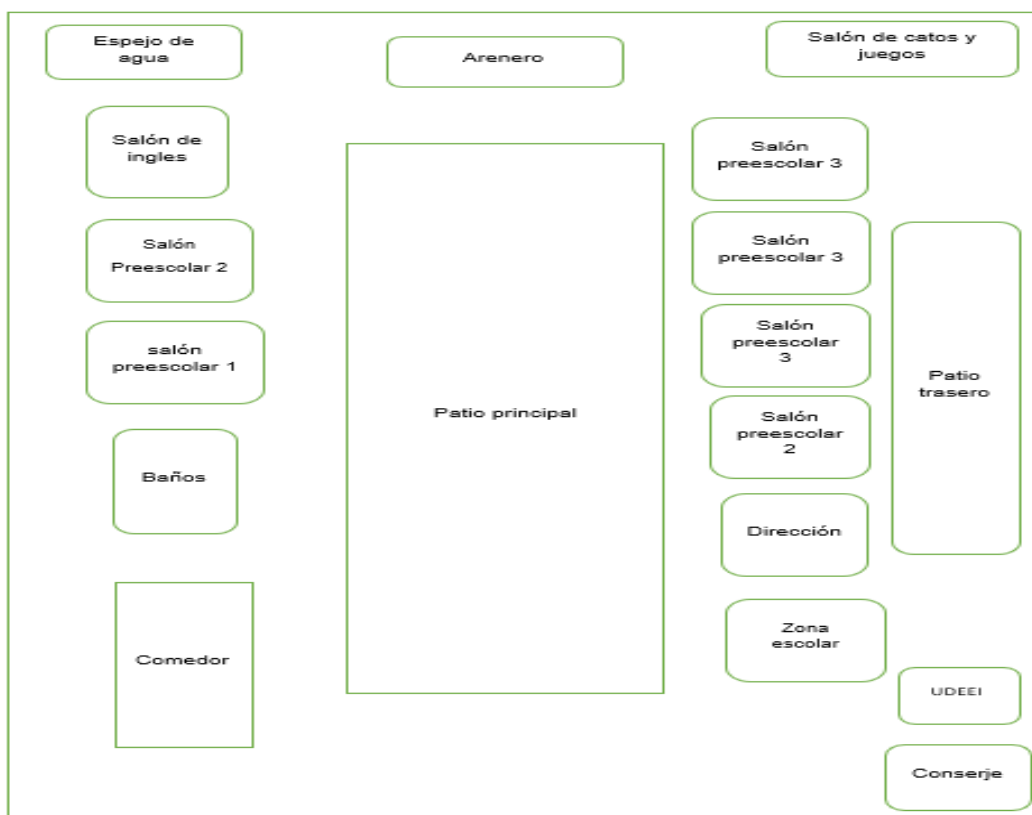 Espejo de
agua
Arenero
Salón de catos y
juegos
Salón de
ingles
Salón
preescolar 3
Salón
Preescolar 2
Salón
preescolar 3
salón
preescolar 1
Salón
preescolar
3
Patio
trasero
Patio principal
Salón
preescolar
2
Baños
Dirección
Comedor
Zona
escolar
UDEEI
Conserje